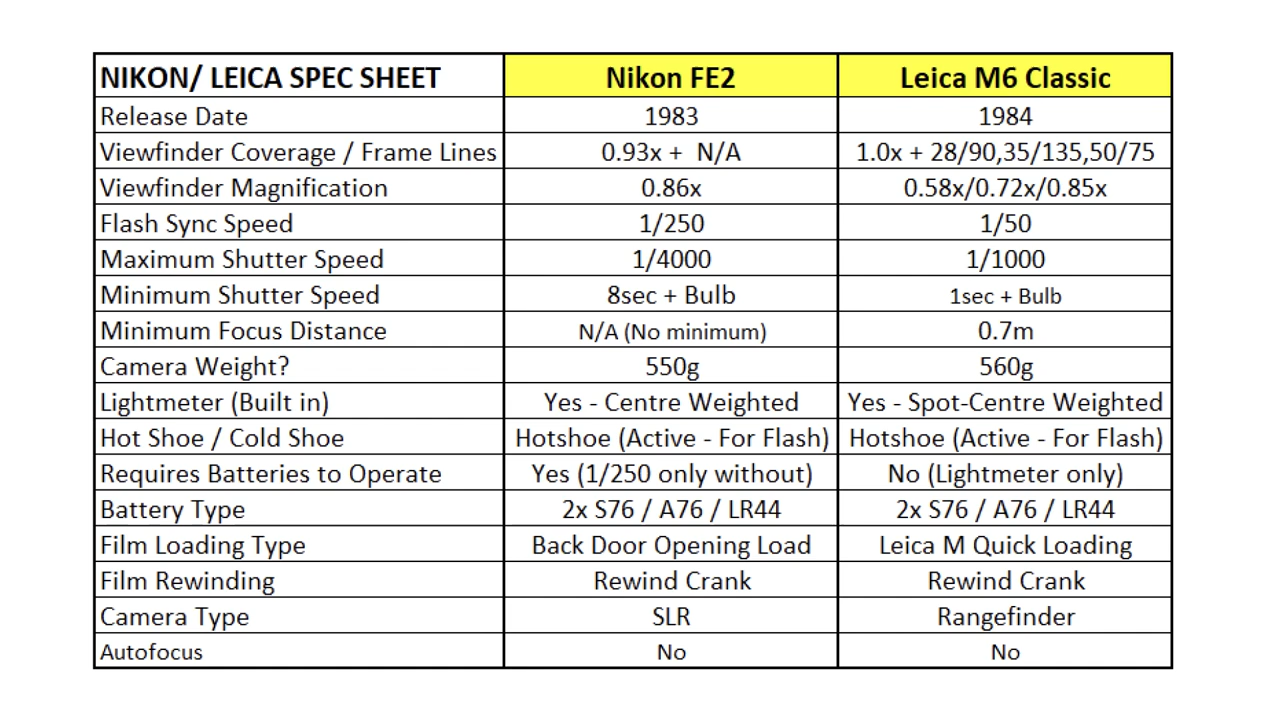 NIKON/ LEICA SPEC SHEET Nikon FE2 Leica M6 Classic
Release Date 1983 1984
Viewfinder Coverage / Frame Lines 0.93x + N/A 1.0x + 28/90,35/135,50/75
Viewfinder Magnification 0.86x 0.58x/0.72x/0.85x
Flash Sync Speed 1/250 1/50
Maximum Shutter Speed 1/4000 1/1000
Minimum Shutter Speed 8sec + Bulb 1sec + Bulb
Minimum Focus Distance N/A (No minimum) 0.7m
Camera Weight? 550g 560g
Lightmeter (Built in) Yes - Centre Weighted Yes - Spot-Centre Weighted
Hot Shoe / Cold Shoe Hotshoe (Active - For Flash) Hotshoe (Active - For Flash)
Requires Batteries to Operate Yes (1/250 only without) No (Lightmeter only)
Battery Type 2x S76 / A76 / LR44 2x S76 / A76 / LR44
Film Loading Type Back Door Opening Load Leica M Quick Loading
Film Rewinding Rewind Crank Rewind Crank
Camera Type SLR Rangefinder
Autofocus No No